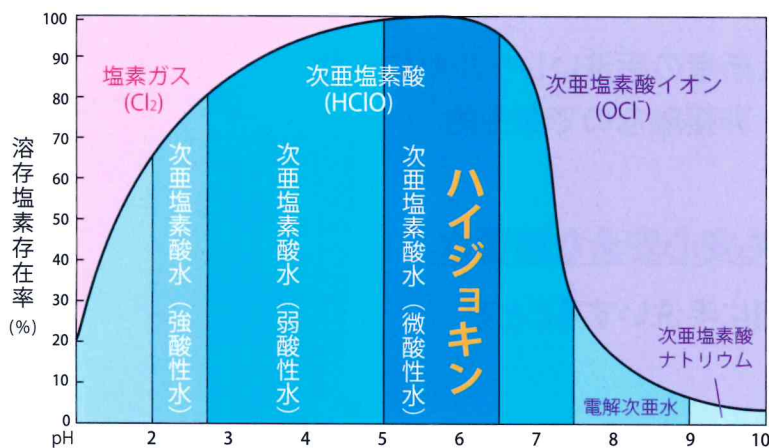 溶存塩素存在率
(%)
100
90
80
70
60
50
40
30
20
10
0
塩素ガス
(Cl₂)
次亜塩素酸
(HClO)
次亜塩素酸イオン
(OCl⁻)
次亜塩素酸水（強酸性水）
次亜塩素酸水（弱酸性水）
次亜塩素酸水（微酸性水）
ハイジョキン
次亜塩素酸
ナトリウム
電解次亜水
pH 2 3 4 5 6 7 8 9 10